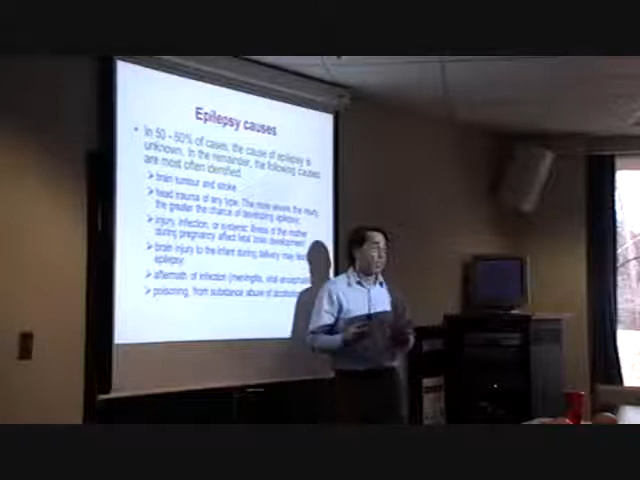 Epilepsy causes
• In 50 - 60% of cases, the cause of epilepsy is
unknown. In the remainder, the following causes
are most often identified:
➢ brain tumour and stroke
➢ head trauma of any type. The more severe the injury,
the greater the chance of developing epilepsy.
➢ injury, infection, or systemic illness of the mother
during pregnancy affect fetal brain development
➢ brain injury to the infant during delivery may lead
epilepsy
➢ aftermath of infection (meningitis, viral encephalitis
➢ poisoning, from substance abuse of